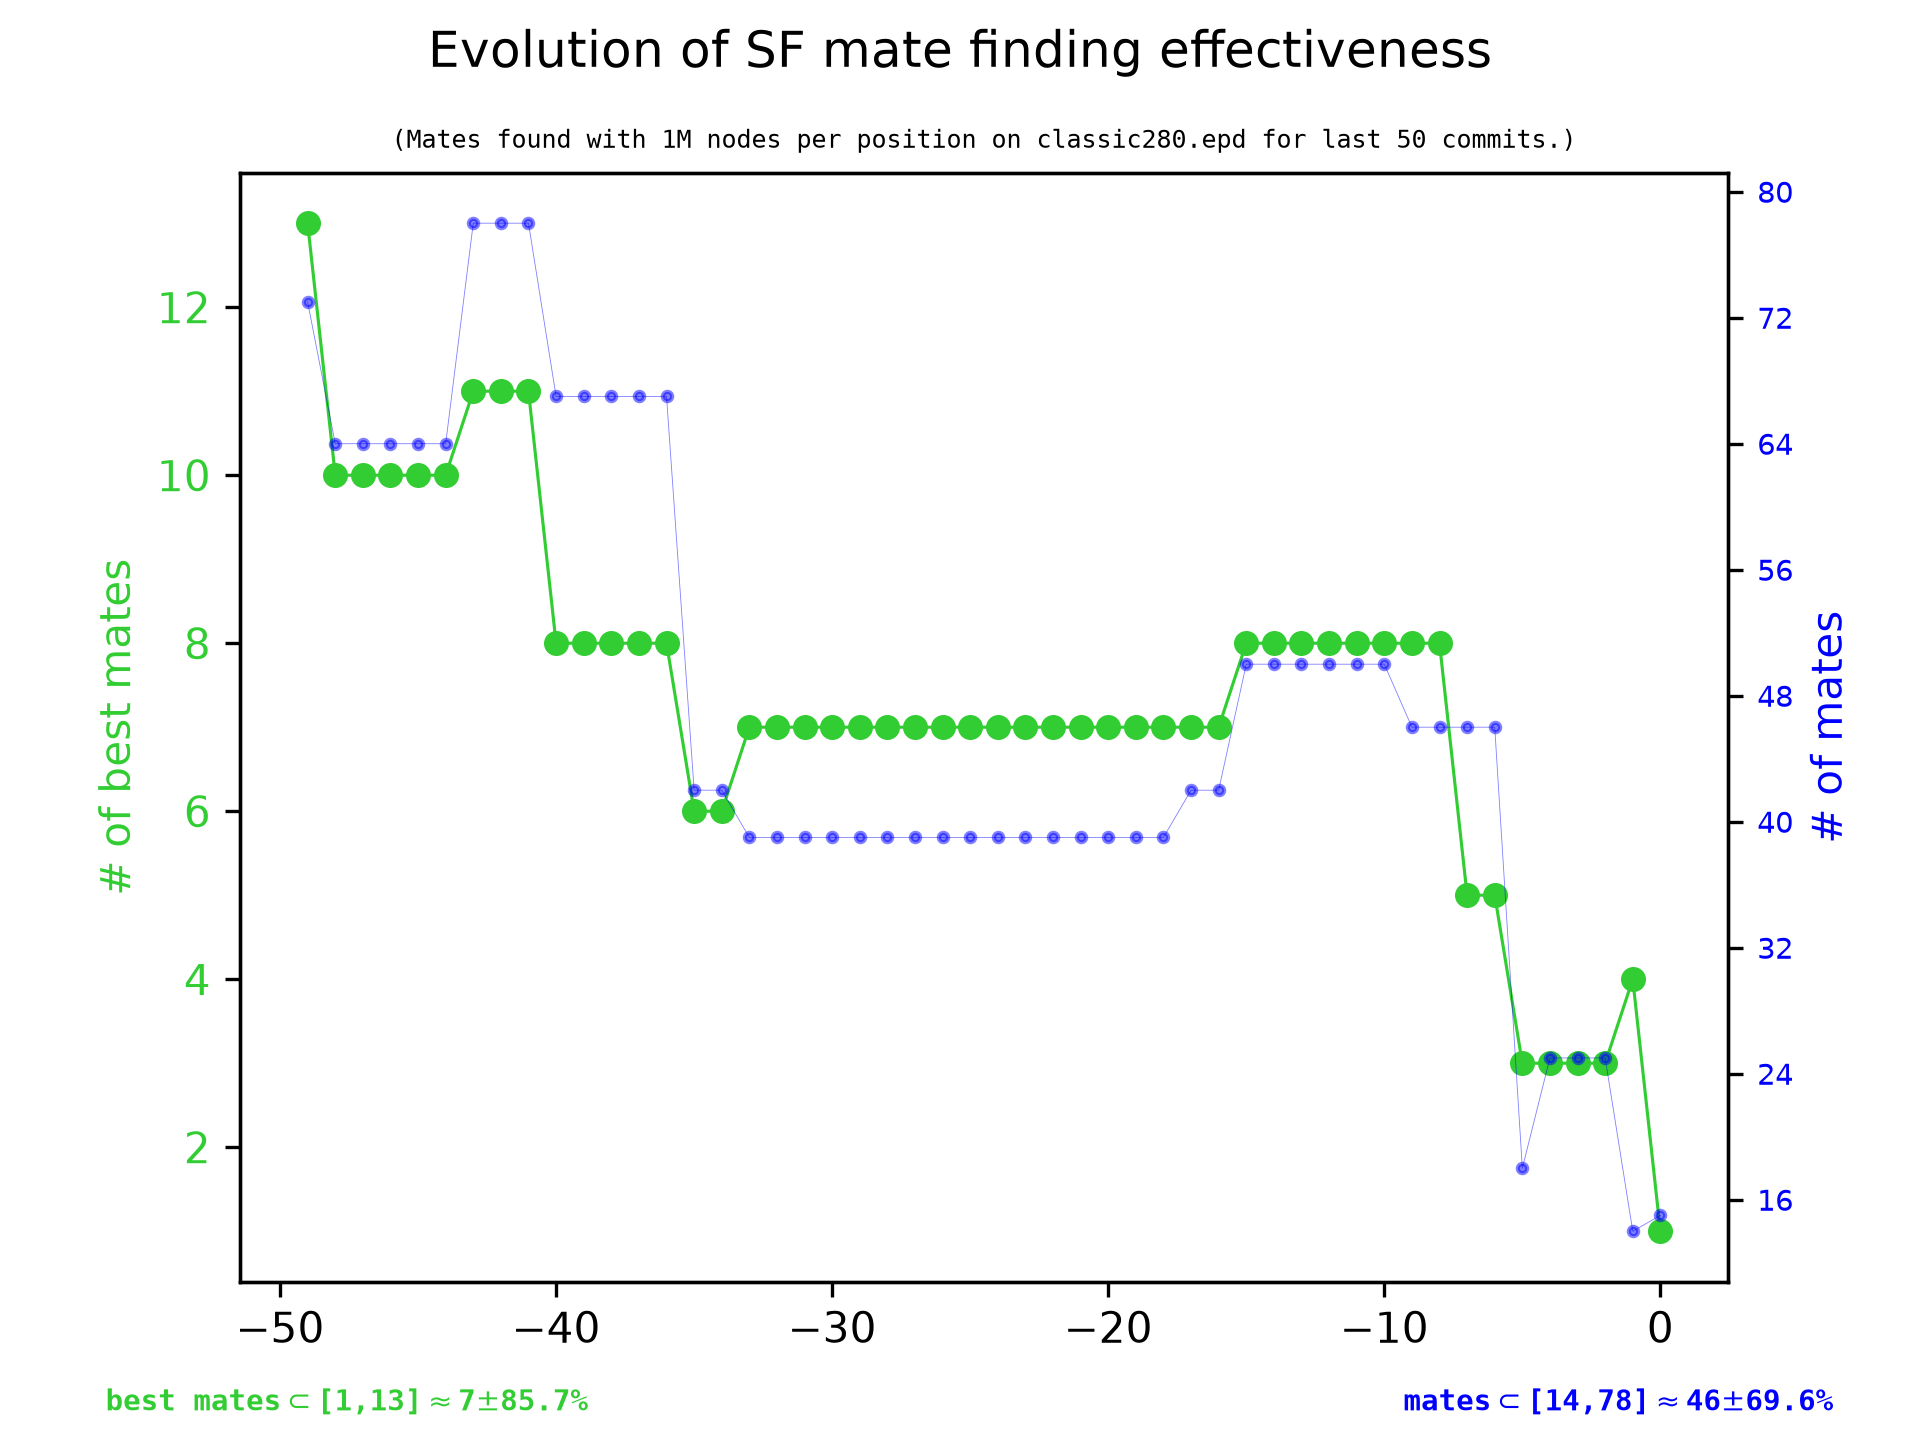 Evolution of SF mate finding effectiveness
(Mates found with 1M nodes per position on classic280.epd for last 50 commits.)
12
10
8
6
4
2
# of best mates
80
72
64
56
48
40
32
24
16
# of mates
−50 −40 −30 −20 −10 0
best mates ⊂ [1,13] ≈ 7±85.7%
mates ⊂ [14,78] ≈ 46±69.6%